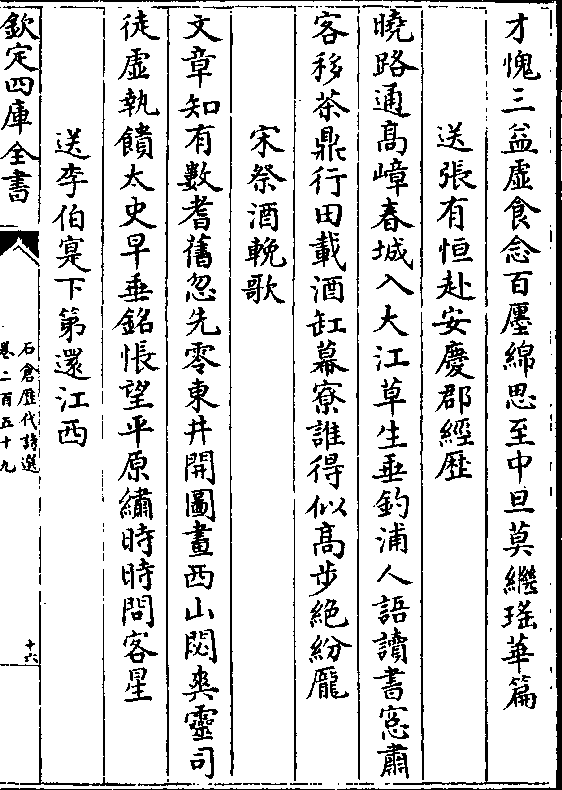 才愧三益虛食念百廛綿思至中旦莫繼瑤華篇
送張有恒赴安慶郡經歴
曉路通高嶂春城入大江草生垂釣浦人語讀書窓肅
客移茶鼎行田載酒缸幕寮誰得似高步絶紛厖
宋祭酒輓歌
文章知有數耆舊忽先零東井開圖畫西山閟爽靈司
徒虛執饋太史早垂銘悵望平原繡時時問客星
送李伯寔下第還江西
欽定四庫全書
石倉歴代詩選
卷二百五十九
十六